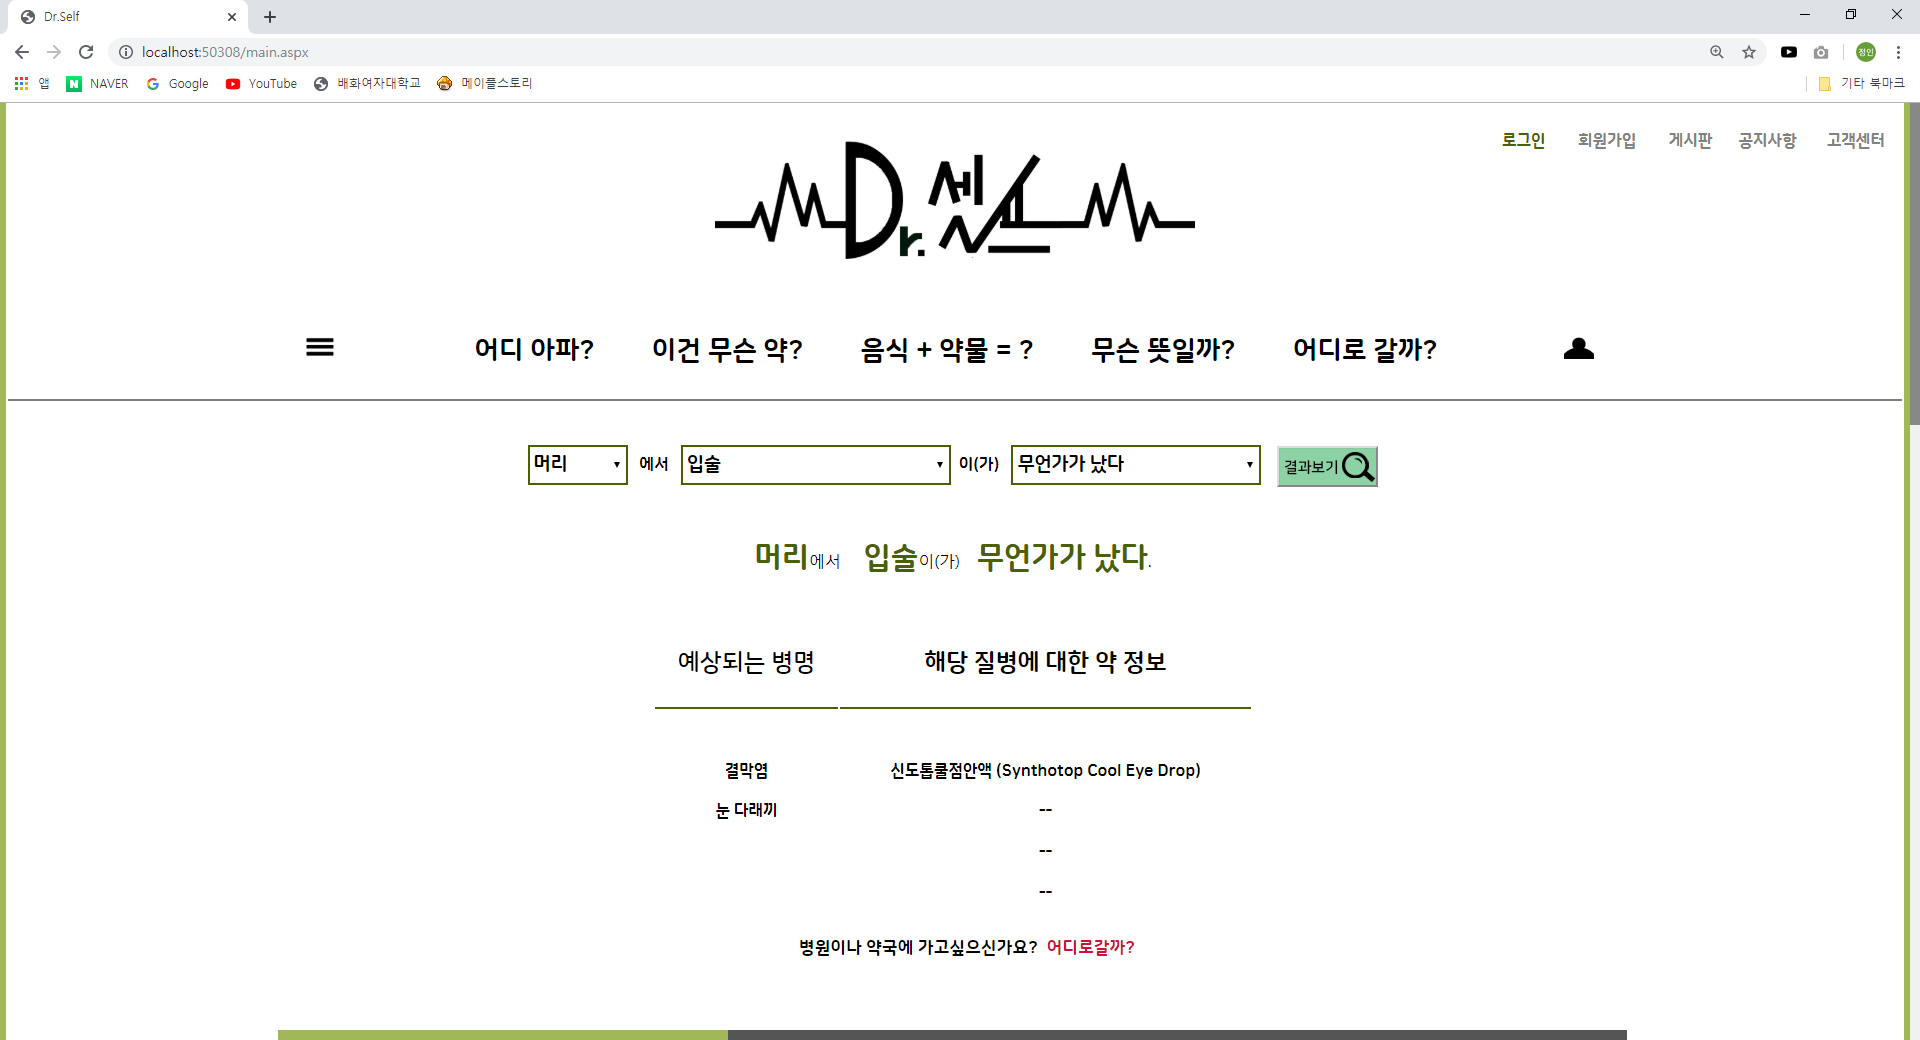 Dr.Self
localhost:50308/main.aspx
정인
앱 NAVER Google YouTube 배화여자대학교 메이플스토리 기타 북마크
로그인 회원가입 게시판 공지사항 고객센터
Dr. 셀프
어디 아파? 이건 무슨 약? 음식 + 약물 = ? 무슨 뜻일까? 어디로 갈까?
머리 에서 입술 이(가) 무언가가 났다 결과보기
머리에서 입술이(가) 무언가가 났다.
예상되는 병명 해당 질병에 대한 약 정보
결막염 신도톱쿨점안액 (Synthotop Cool Eye Drop)
눈 다래끼 --
--
--
병원이나 약국에 가고싶으신가요? 어디로갈까?